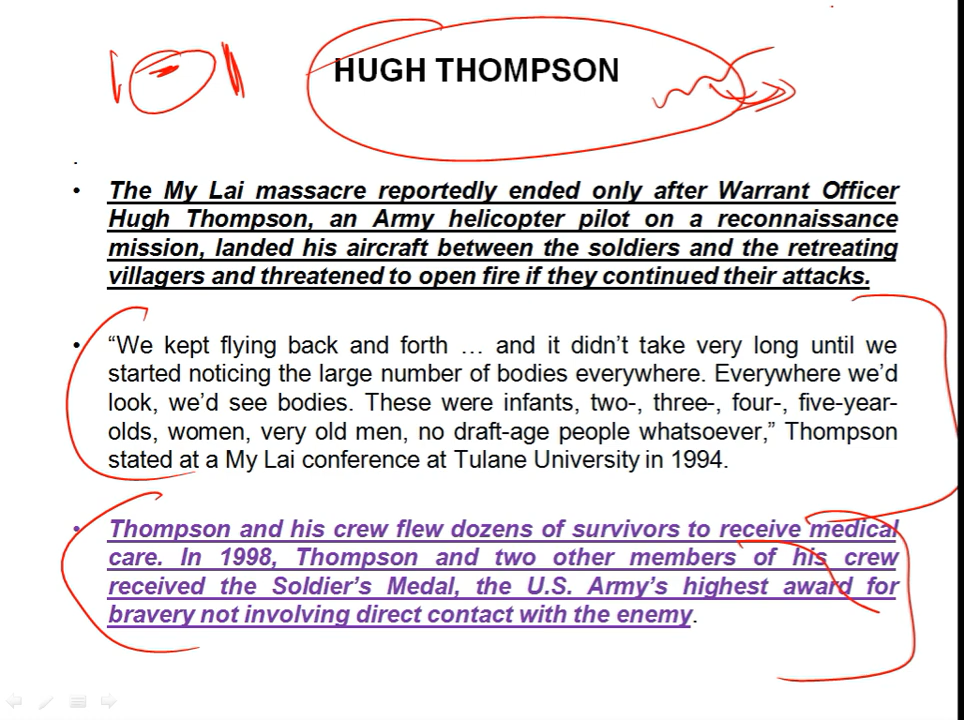 HUGH THOMPSON
• The My Lai massacre reportedly ended only after Warrant Officer
Hugh Thompson, an Army helicopter pilot on a reconnaissance
mission, landed his aircraft between the soldiers and the retreating
villagers and threatened to open fire if they continued their attacks.
• “We kept flying back and forth … and it didn’t take very long until we
started noticing the large number of bodies everywhere. Everywhere we’d
look, we’d see bodies. These were infants, two-, three-, four-, five-year-
olds, women, very old men, no draft-age people whatsoever,” Thompson
stated at a My Lai conference at Tulane University in 1994.
• Thompson and his crew flew dozens of survivors to receive medical
care. In 1998, Thompson and two other members of his crew
received the Soldier’s Medal, the U.S. Army’s highest award for
bravery not involving direct contact with the enemy.